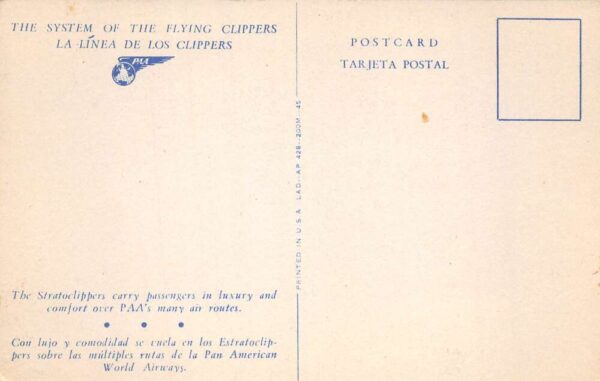 THE SYSTEM OF THE FLYING CLIPPERS
LA LÍNEA DE LOS CLIPPERS
PAA
POSTCARD
TARJETA POSTAL
PRINTED IN U.S.A. LAD--AP 428--200M--45
The Stratoclippers carry passengers in luxury and
comfort over PAA's many air routes.
Con lujo y comodidad se vuela en los Estratoclip-
pers sobre las múltiples rutas de la Pan American
World Airways.